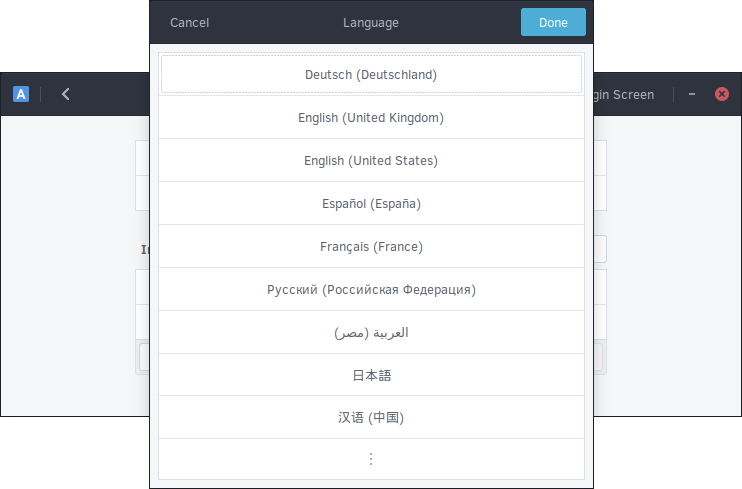 Cancel
Language
Done
A
gin Screen
Deutsch (Deutschland)
English (United Kingdom)
English (United States)
Español (España)
Français (France)
Русский (Российская Федерация)
العربية (مصر)
日本語
汉语 (中国)